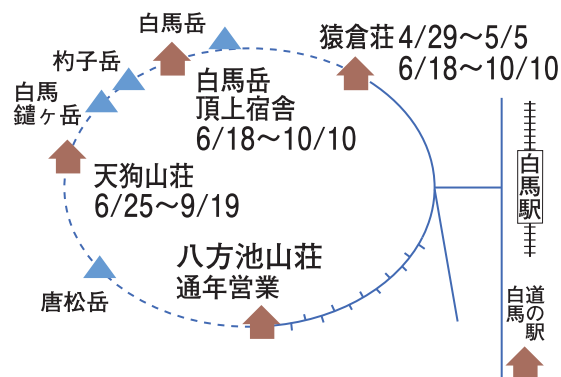 白馬岳
猿倉荘 4/29〜5/5
6/18〜10/10
杓子岳
白馬
鑓ヶ岳
白馬岳
頂上宿舎
6/18〜10/10
天狗山荘
6/25〜9/19
白馬駅
八方池山荘
通年営業
唐松岳
道の駅
白馬